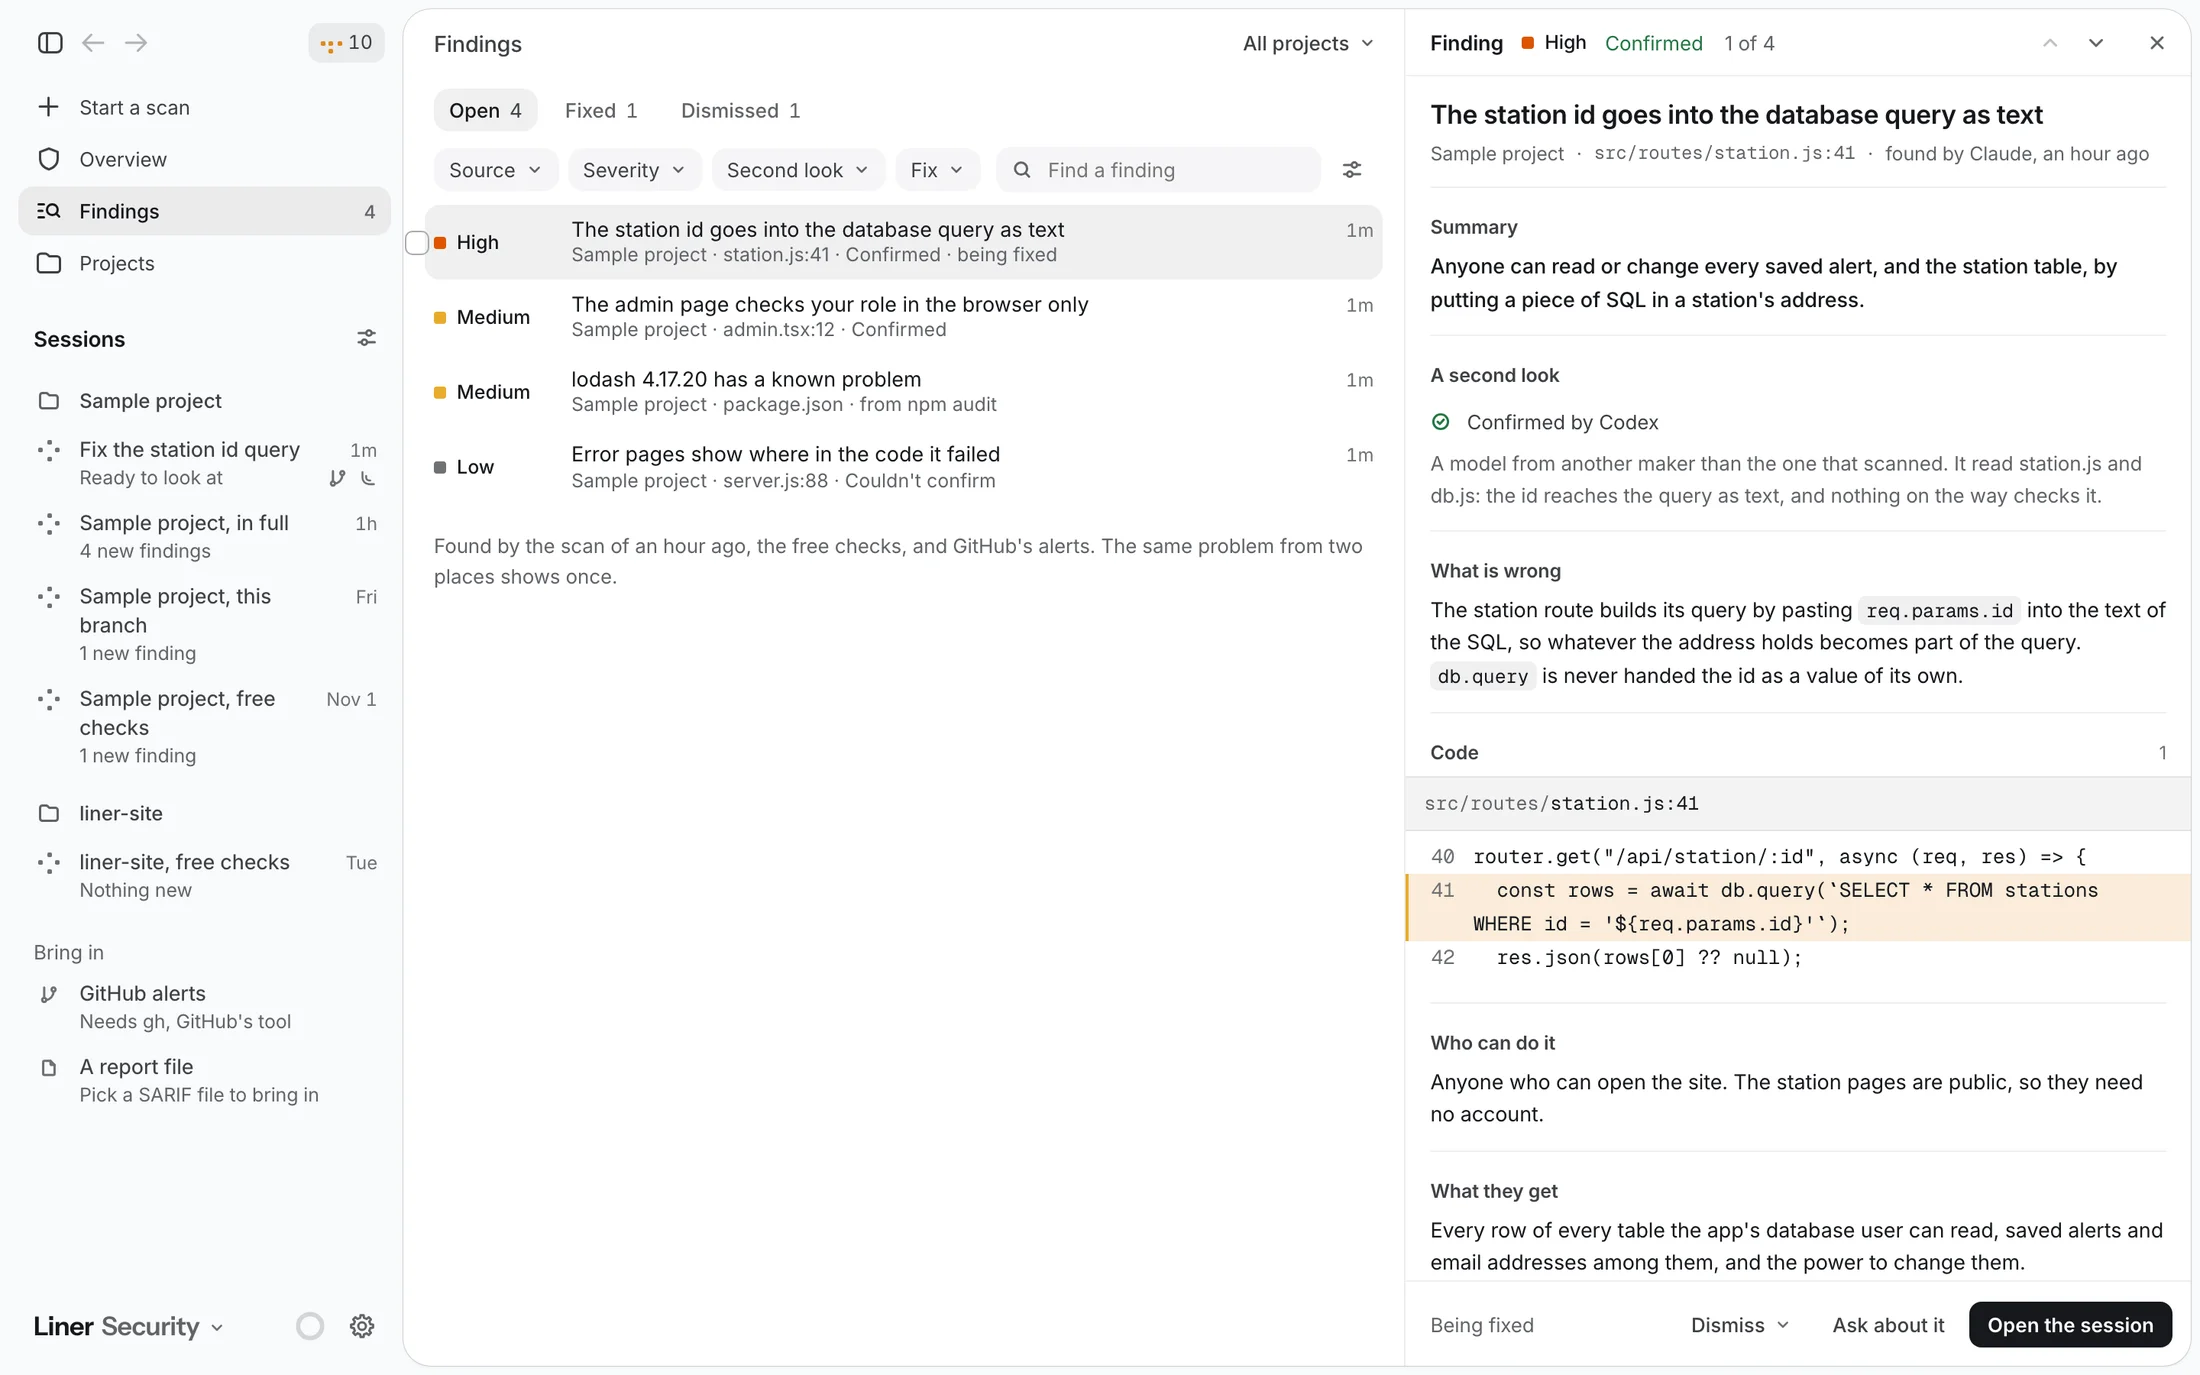 10
Start a scan
Overview
Findings 4
Projects
Sessions
Sample project
Fix the station id query 1m
Ready to look at
Sample project, in full 1h
4 new findings
Sample project, this Fri
branch
1 new finding
Sample project, free Nov 1
checks
1 new finding
liner-site
liner-site, free checks Tue
Nothing new
Bring in
GitHub alerts
Needs gh, GitHub's tool
A report file
Pick a SARIF file to bring in
Liner Security
Findings
All projects
Open 4 Fixed 1 Dismissed 1
Source Severity Second look Fix Find a finding
High The station id goes into the database query as text 1m
Sample project · station.js:41 · Confirmed · being fixed
Medium The admin page checks your role in the browser only 1m
Sample project · admin.tsx:12 · Confirmed
Medium lodash 4.17.20 has a known problem 1m
Sample project · package.json · from npm audit
Low Error pages show where in the code it failed 1m
Sample project · server.js:88 · Couldn't confirm
Found by the scan of an hour ago, the free checks, and GitHub's alerts. The same problem from two
places shows once.
Finding High Confirmed 1 of 4
The station id goes into the database query as text
Sample project · src/routes/station.js:41 · found by Claude, an hour ago
Summary
Anyone can read or change every saved alert, and the station table, by
putting a piece of SQL in a station's address.
A second look
Confirmed by Codex
A model from another maker than the one that scanned. It read station.js and
db.js: the id reaches the query as text, and nothing on the way checks it.
What is wrong
The station route builds its query by pasting req.params.id into the text of
the SQL, so whatever the address holds becomes part of the query.
db.query is never handed the id as a value of its own.
Code 1
src/routes/station.js:41
40 router.get("/api/station/:id", async (req, res) => {
41 const rows = await db.query(`SELECT * FROM stations
WHERE id = '${req.params.id}'`);
42 res.json(rows[0] ?? null);
Who can do it
Anyone who can open the site. The station pages are public, so they need
no account.
What they get
Every row of every table the app's database user can read, saved alerts and
email addresses among them, and the power to change them.
Being fixed Dismiss Ask about it Open the session